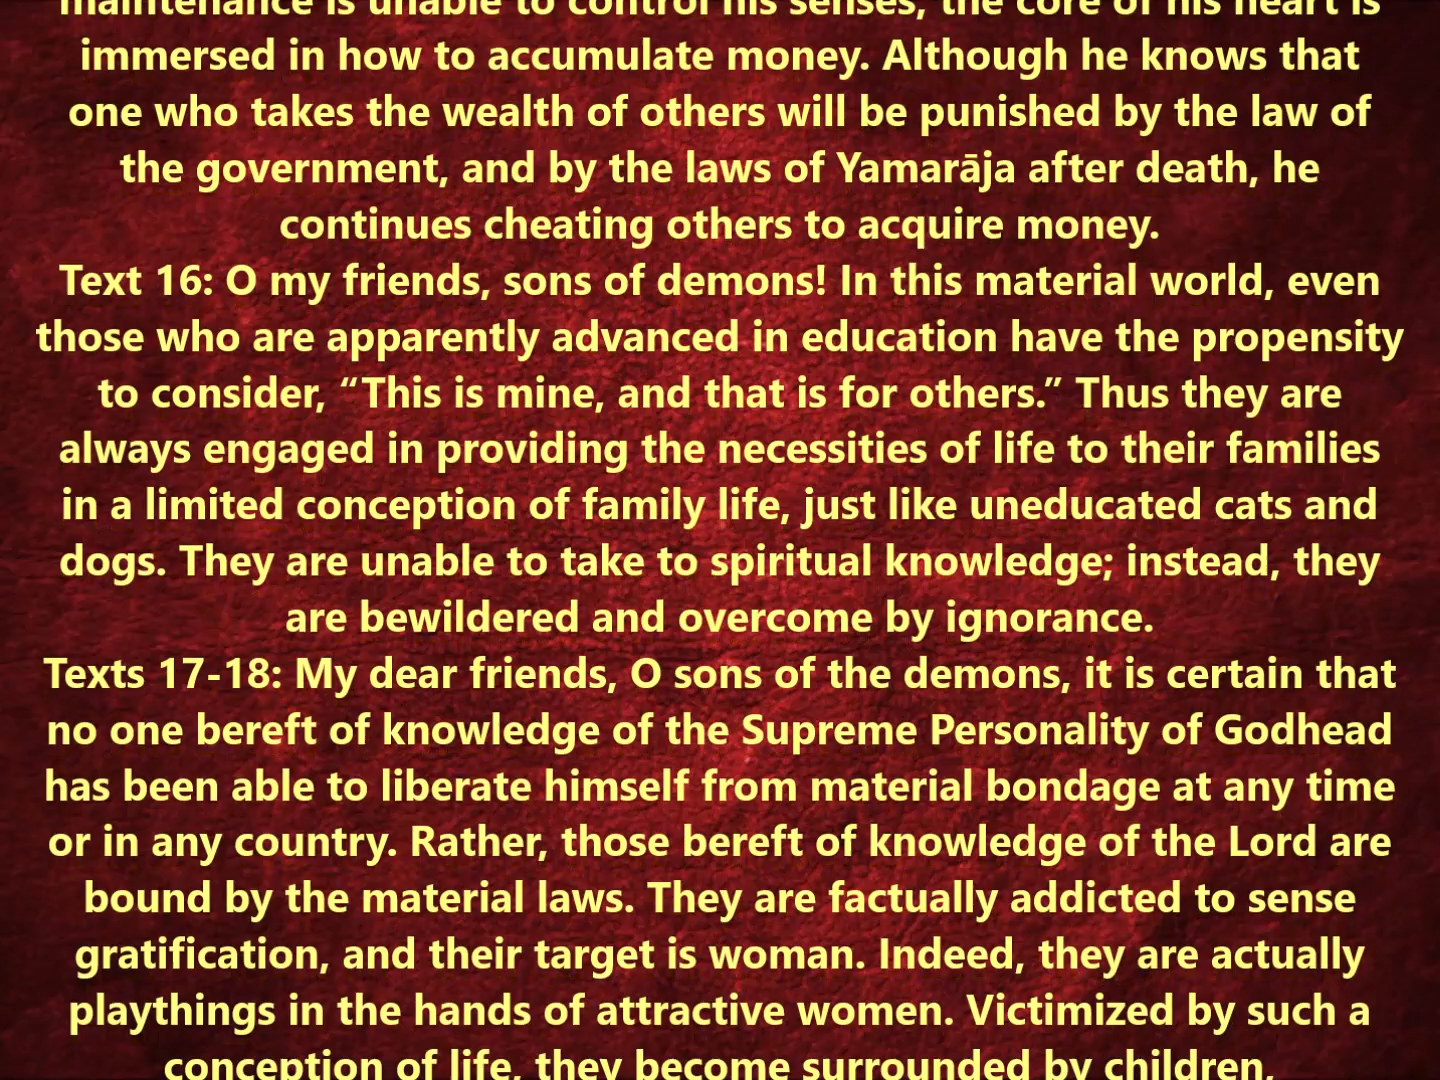 maintenance is unable to control his senses, the core of his heart is
immersed in how to accumulate money. Although he knows that
one who takes the wealth of others will be punished by the law of
the government, and by the laws of Yamarāja after death, he
continues cheating others to acquire money.
Text 16: O my friends, sons of demons! In this material world, even
those who are apparently advanced in education have the propensity
to consider, “This is mine, and that is for others.” Thus they are
always engaged in providing the necessities of life to their families
in a limited conception of family life, just like uneducated cats and
dogs. They are unable to take to spiritual knowledge; instead, they
are bewildered and overcome by ignorance.
Texts 17-18: My dear friends, O sons of the demons, it is certain that
no one bereft of knowledge of the Supreme Personality of Godhead
has been able to liberate himself from material bondage at any time
or in any country. Rather, those bereft of knowledge of the Lord are
bound by the material laws. They are factually addicted to sense
gratification, and their target is woman. Indeed, they are actually
playthings in the hands of attractive women. Victimized by such a
conception of life, they become surrounded by children,